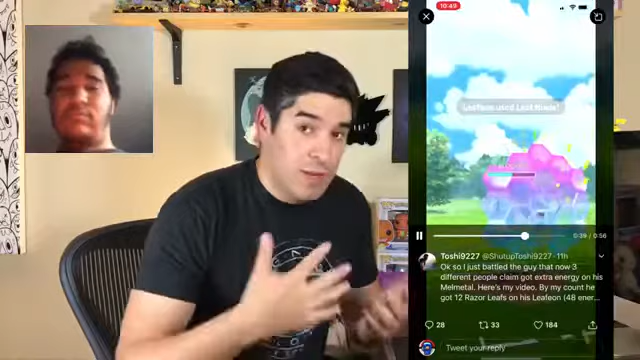 10:49
Leafeon used Leaf Blade!
0:39 / 0:56
Toshi9227 @ShutupToshi9227 · 11h
Ok so I just battled the guy that now 3
different people claim got extra energy on his
Melmetal. Here's my video. By my count he
got 12 Razor Leafs on his Leafeon (48 ener...
28
33
184
Tweet your reply